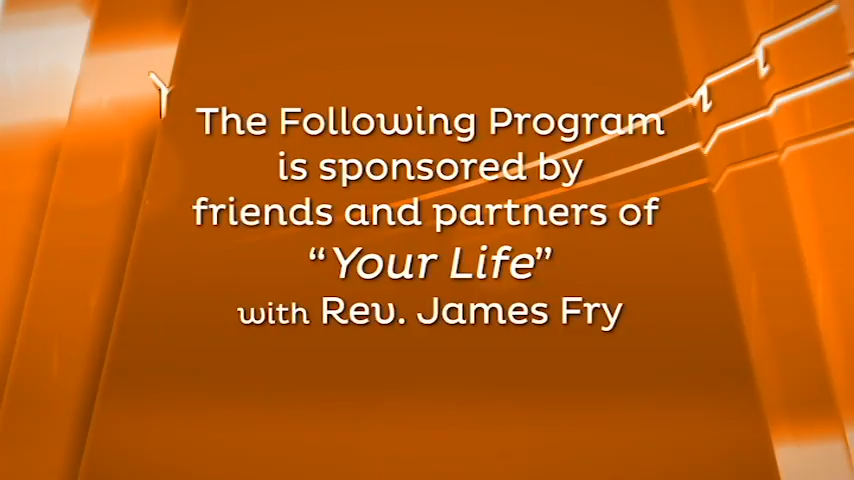 The Following Program
is sponsored by
friends and partners of
“Your Life”
with Rev. James Fry